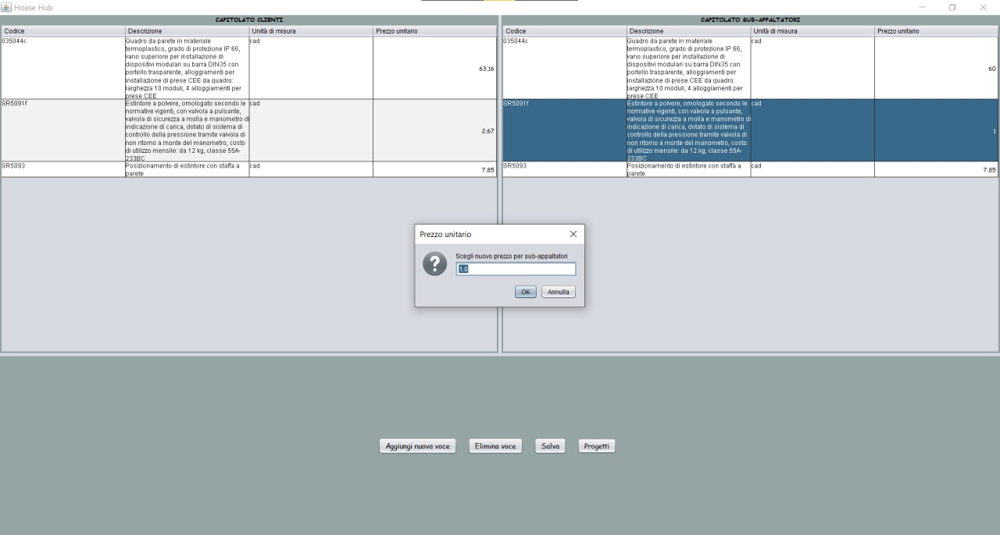 House Hub
CAPITOLATO CLIENTI
Codice Descrizione Unità di misura Prezzo unitario
035044c Quadro da parete in materiale cad
termoplastico, grado di protezione IP 66,
vano superiore per installazione di
dispositivi modulari su barra DIN35 con
portello trasparente, alloggiamenti per
installazione di prese CEE da quadro:
larghezza 10 moduli, 4 alloggiamenti per
prese CEE
63,16
SR5091f Estintore a polvere, omologato secondo le cad
normative vigenti, con valvola a pulsante,
valvola di sicurezza a molla e manometro di
indicazione di carica, dotato di sistema di
controllo della pressione tramite valvola di
non ritorno a monte del manometro, costo
di utilizzo mensile: da 12 kg, classe 55A-
233BC
2,67
SR5093 Posizionamento di estintore con staffa a cad
parete
7,85
CAPITOLATO SUB-APPALTATORI
Codice Descrizione Unità di misura Prezzo unitario
035044c Quadro da parete in materiale cad
termoplastico, grado di protezione IP 66,
vano superiore per installazione di
dispositivi modulari su barra DIN35 con
portello trasparente, alloggiamenti per
installazione di prese CEE da quadro:
larghezza 10 moduli, 4 alloggiamenti per
prese CEE
60
SR5091f Estintore a polvere, omologato secondo le cad
normative vigenti, con valvola a pulsante,
valvola di sicurezza a molla e manometro di
indicazione di carica, dotato di sistema di
controllo della pressione tramite valvola di
non ritorno a monte del manometro, costo
di utilizzo mensile: da 12 kg, classe 55A-
233BC
1
SR5093 Posizionamento di estintore con staffa a cad
parete
7,85
Prezzo unitario
Scegli nuovo prezzo per sub-appaltatori
1.0
OK Annulla
Aggiungi nuova voce Elimina voce Salva Progetti